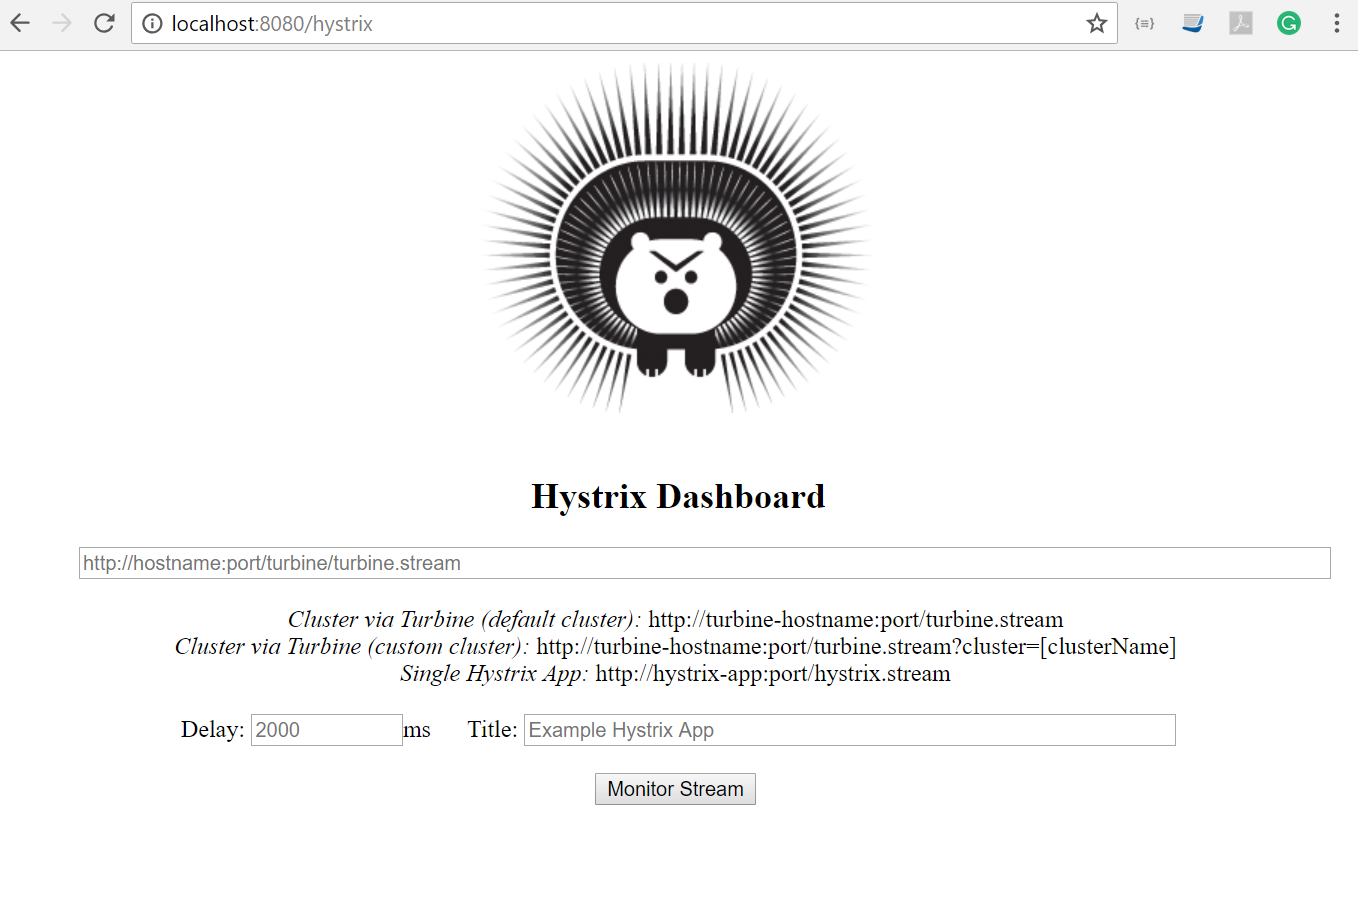 localhost:8080/hystrix
Hystrix Dashboard
http://hostname:port/turbine/turbine.stream
Cluster via Turbine (default cluster): http://turbine-hostname:port/turbine.stream
Cluster via Turbine (custom cluster): http://turbine-hostname:port/turbine.stream?cluster=[clusterName]
Single Hystrix App: http://hystrix-app:port/hystrix.stream
Delay: 2000 ms Title: Example Hystrix App
Monitor Stream